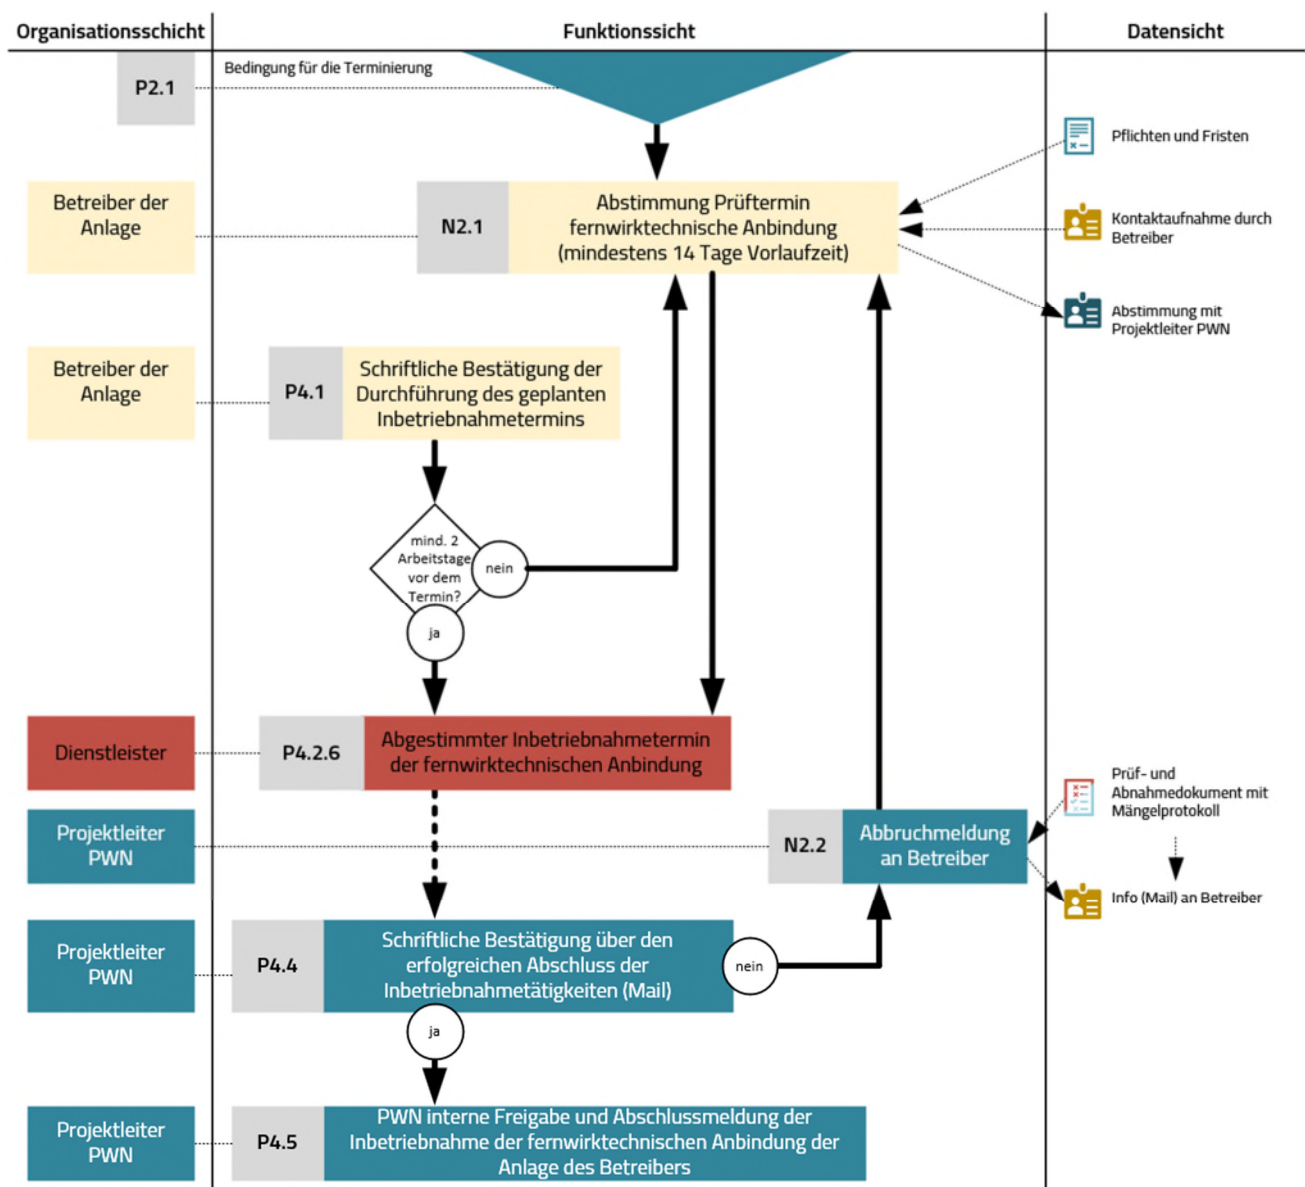 Organisationsschicht
Funktionssicht
Datensicht
P2.1
Bedingung für die Terminierung
Pflichten und Fristen
Betreiber der
Anlage
N2.1
Abstimmung Prüftermin
fernwirktechnische Anbindung
(mindestens 14 Tage Vorlaufzeit)
Kontaktaufnahme durch
Betreiber
Abstimmung mit
Projektleiter PWN
Betreiber der
Anlage
P4.1
Schriftliche Bestätigung der
Durchführung des geplanten
Inbetriebnahmetermins
mind. 2
Arbeitstage
vor dem
Termin?
nein
ja
Dienstleister
P4.2.6
Abgestimmter Inbetriebnahmetermin
der fernwirktechnischen Anbindung
Projektleiter
PWN
N2.2
Abbruchmeldung
an Betreiber
Prüf- und
Abnahmedokument mit
Mängelprotokoll
Info (Mail) an Betreiber
Projektleiter
PWN
P4.4
Schriftliche Bestätigung über den
erfolgreichen Abschluss der
Inbetriebnahmetätigkeiten (Mail)
nein
ja
Projektleiter
PWN
P4.5
PWN interne Freigabe und Abschlussmeldung der
Inbetriebnahme der fernwirktechnischen Anbindung der
Anlage des Betreibers